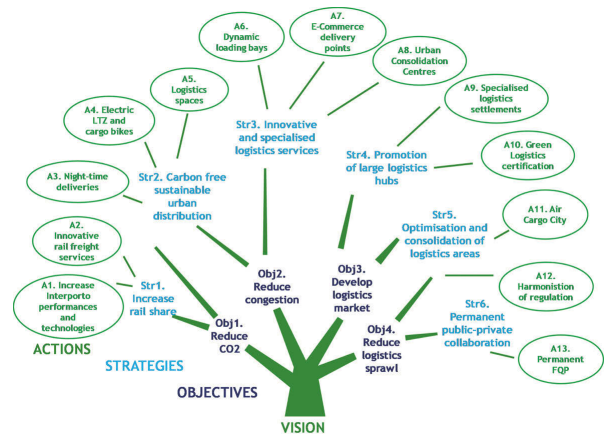 A7.
E-Commerce
delivery
points
A6.
Dynamic
loading bays
A8. Urban
Consolidation
Centres
A5.
Logistics
spaces
A9. Specialised
logistics
settlements
A4. Electric
LTZ and
cargo bikes
Str3. Innovative
and specialised
logistics services
Str4. Promotion
of large logistics
hubs
A10. Green
Logistics
certification
A3. Night-time
deliveries
Str2. Carbon free
sustainable
urban
distribution
A2.
Innovative
rail freight
services
Str5.
Optimisation and
consolidation of
logistics areas
A11. Air
Cargo City
A1. Increase
Interporto
performances
and
technologies
Str1.
Increase
rail share
Obj2.
Reduce
congestion
Obj3.
Develop
logistics
market
A12.
Harmonistion
of regulation
Obj1.
Reduce
CO2
Obj4.
Reduce
logistics
sprawl
Str6.
Permanent
public-private
collaboration
A13.
Permanent
FQP
ACTIONS
STRATEGIES
OBJECTIVES
VISION